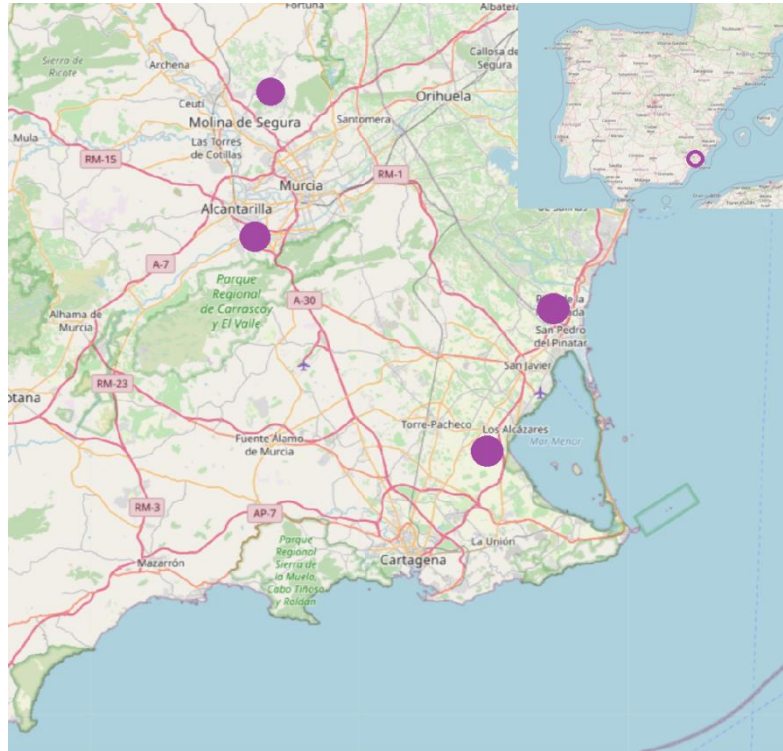 Fortuna
Albatera
Sierra de
Ricote
Archena
Callosa de
Segura
Ceutí
Orihuela
Molina de Segura
Santomera
Mula
Las Torres
de Cotillas
RM-15
RM-1
Murcia
Alcantarilla
A-7
Parque
Regional
de Carrascoy
y El Valle
A-30
Alhama de
Murcia
San Pedro
del Pinatar
San Javier
RM-23
Torre-Pacheco
Los Alcázares
Mar Menor
Fuente Álamo
de Murcia
RM-3
AP-7
La Unión
Parque
Regional
Sierra de
la Muela,
Cabo Tiñoso
y Roldán
Cartagena
Mazarrón